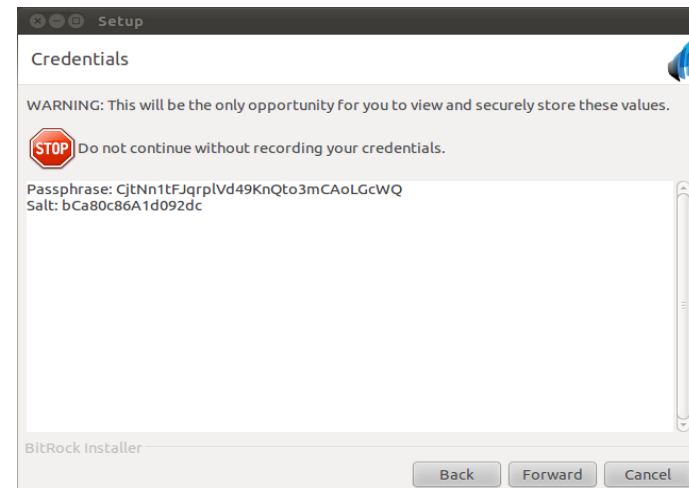 Setup
Credentials
WARNING: This will be the only opportunity for you to view and securely store these values.
STOP Do not continue without recording your credentials.
Passphrase: CjtNn1tFJqrplVd49KnQto3mCAoLGcWQ
Salt: bCa80c86A1d092dc
BitRock Installer
Back Forward Cancel